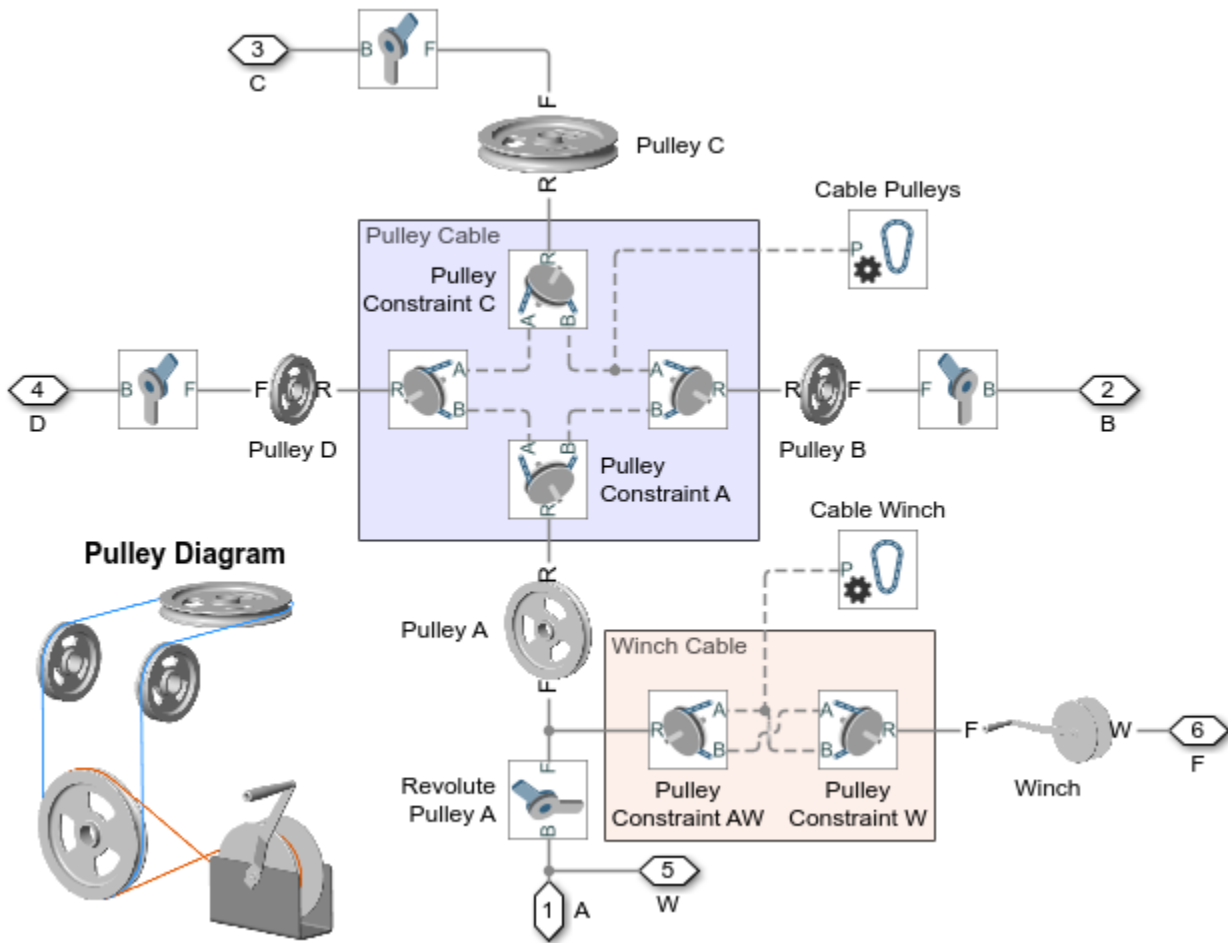 3
B
F
C
F
Pulley C
R
Cable Pulleys
Pulley Cable
P
R
Pulley
Constraint C
A
B
4
B
F
F
R
R
A
A
R
R
F
F
B
2
B
B
D
Pulley D
Pulley B
B
A
B
Pulley
Constraint A
R
Cable Winch
Pulley Diagram
R
P
Pulley A
Winch Cable
F
R
A
B
A
B
R
F
W
6
F
Revolute
Pulley A
F
B
Pulley
Constraint AW
Pulley
Constraint W
Winch
5
W
1
A